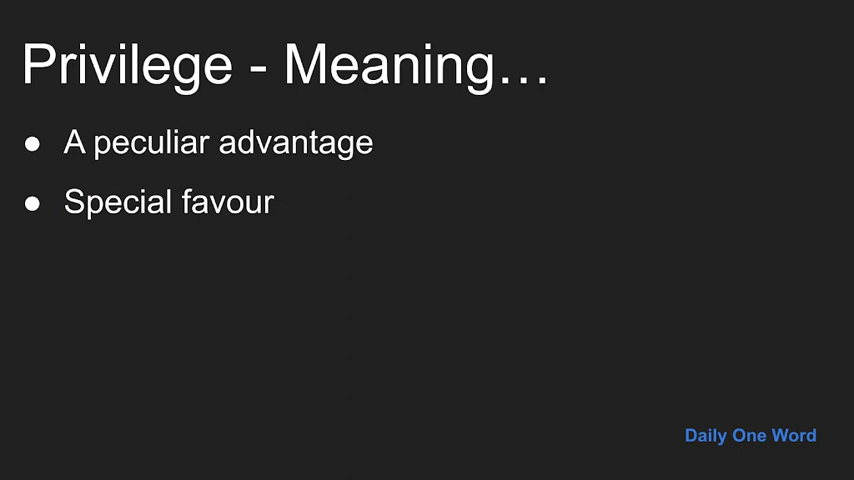 Privilege - Meaning…
● A peculiar advantage
● Special favour
Daily One Word